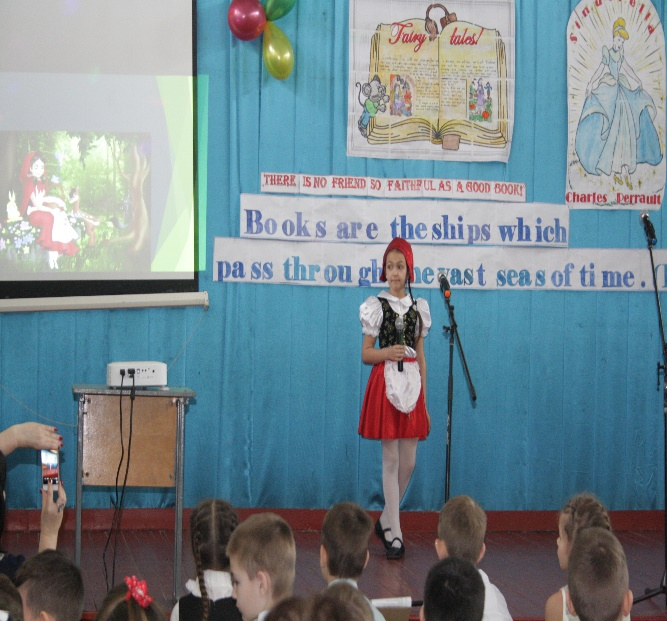 Fairy tales!
Sinderella
Charles Perrault
THERE IS NO FRIEND SO FAITHFUL AS A GOOD BOOK!
Books are the ships which
pass through the vast seas of time.